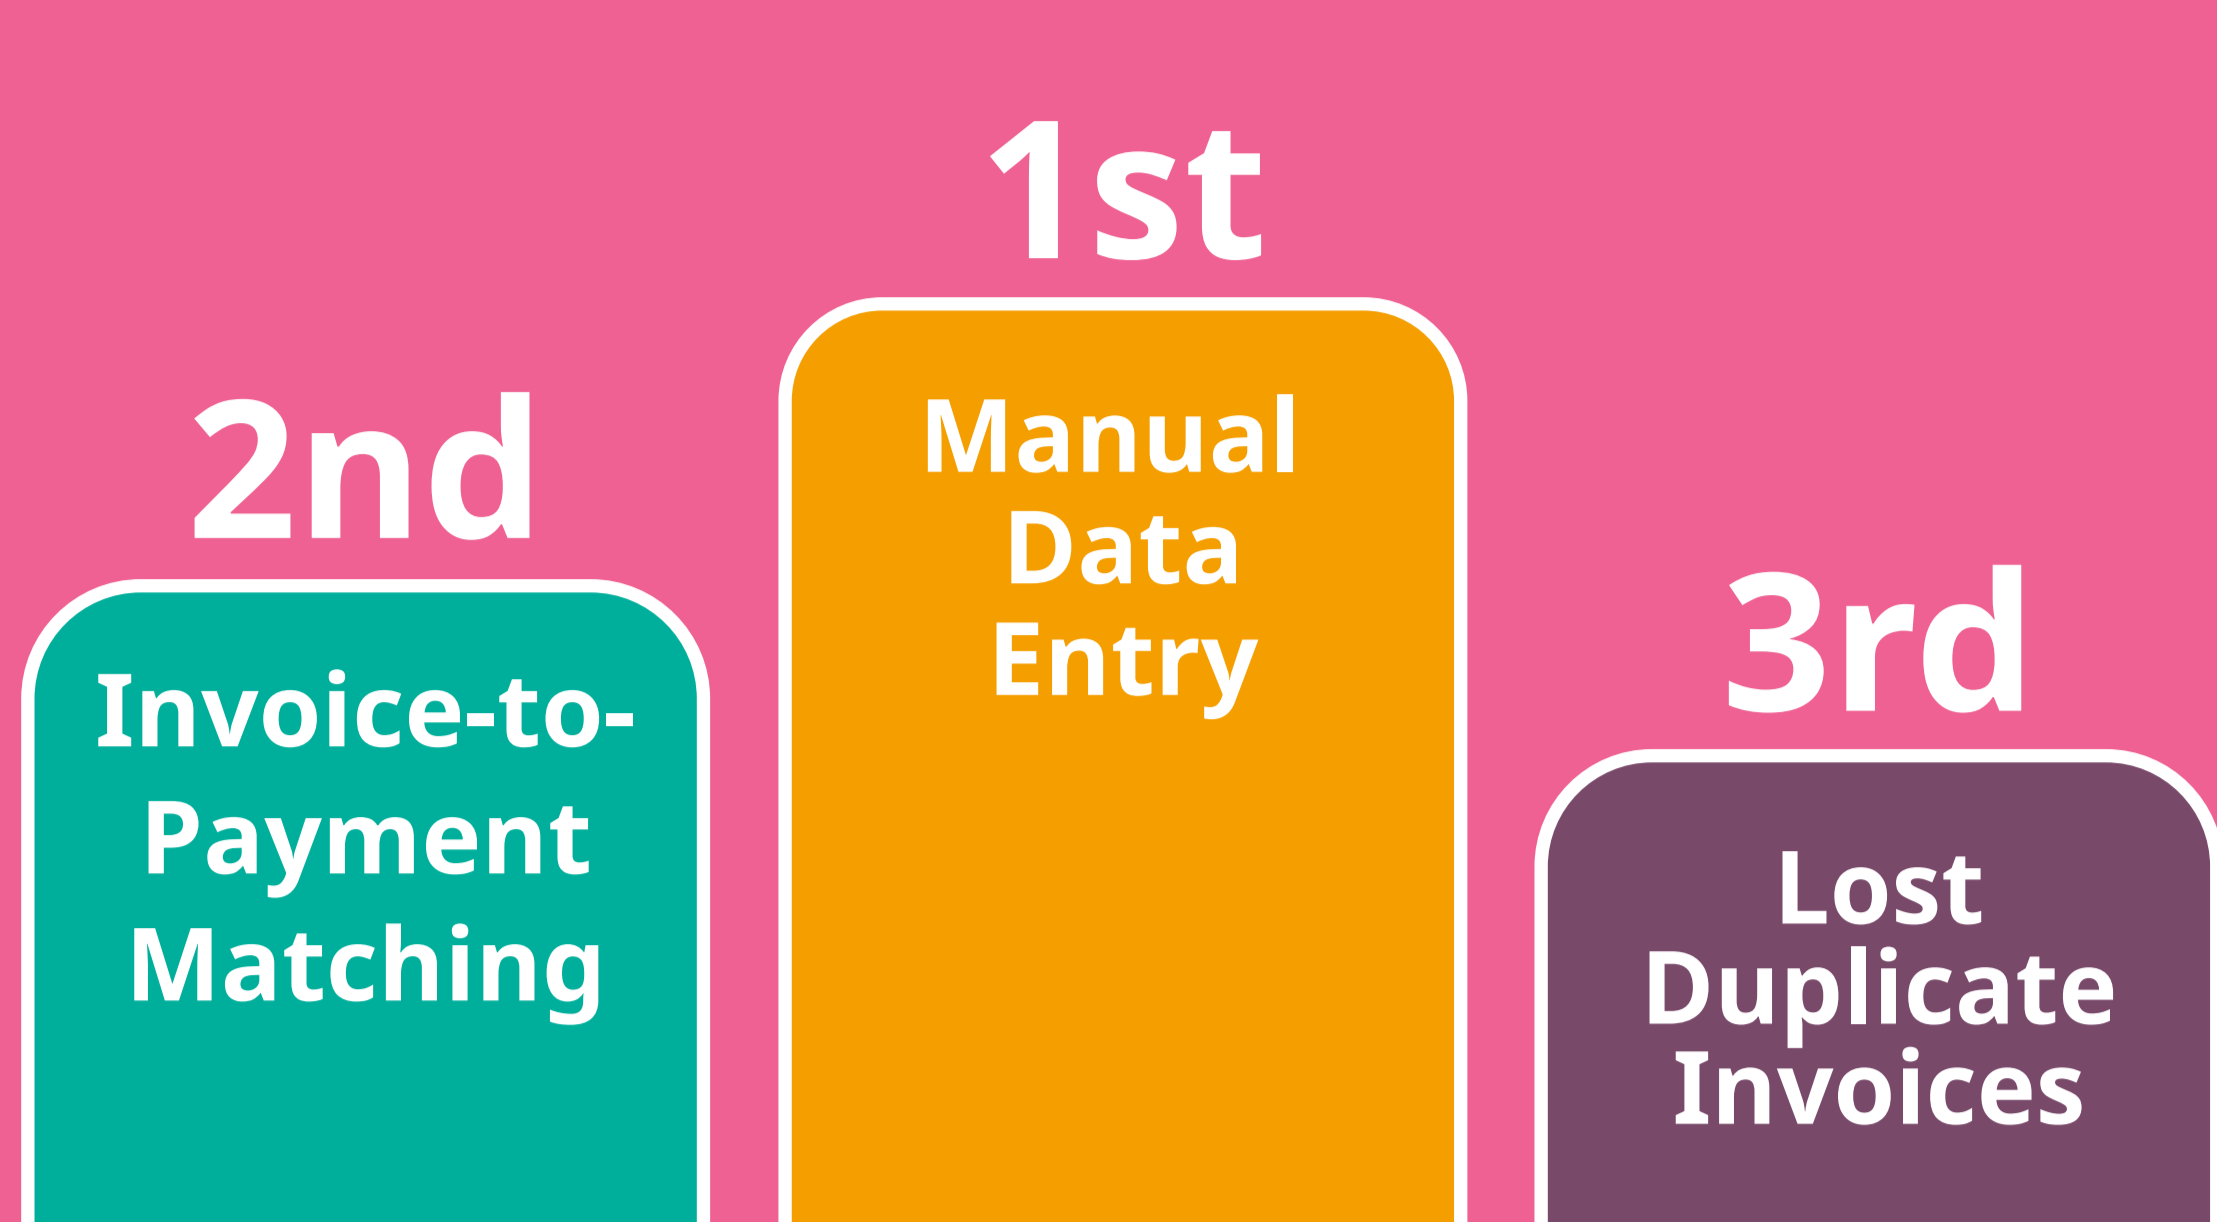 1st
Manual
Data
Entry
2nd
Invoice-to-
Payment
Matching
3rd
Lost
Duplicate
Invoices